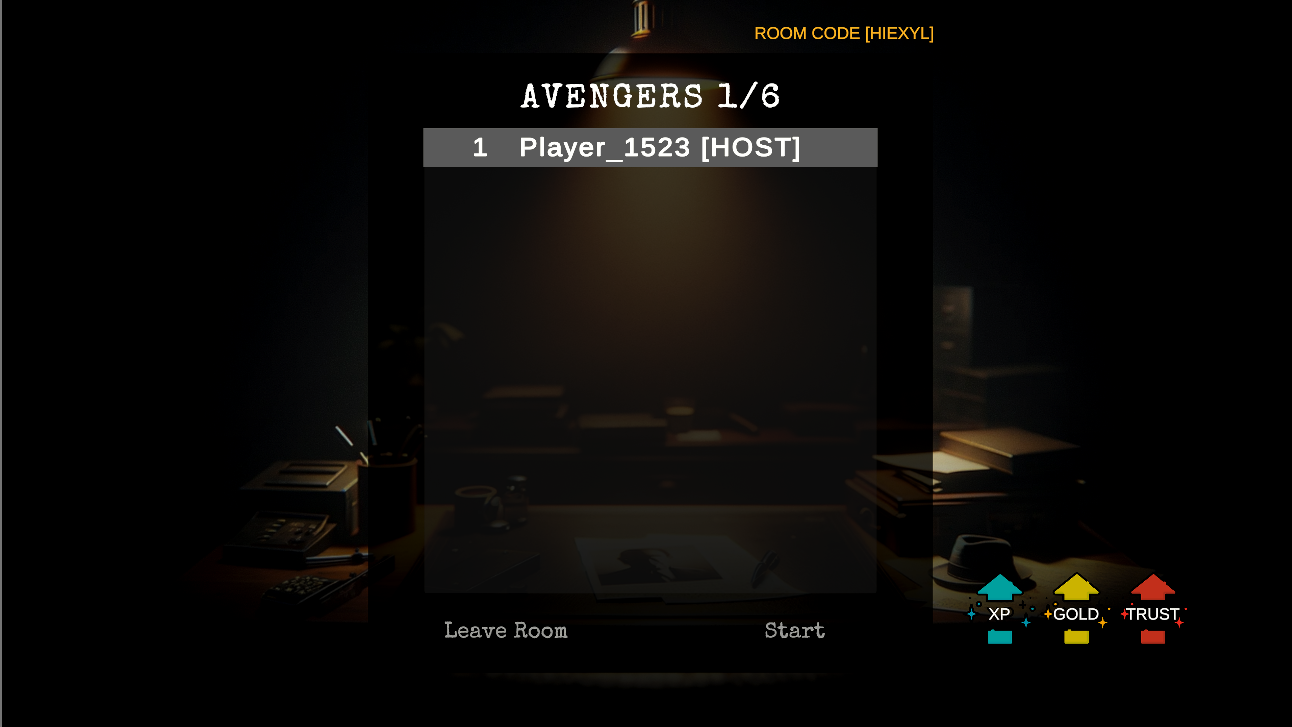 ROOM CODE [HIEXYL]
AVENGERS 1/6
1 Player_1523 [HOST]
Leave Room
Start
XP
GOLD
TRUST